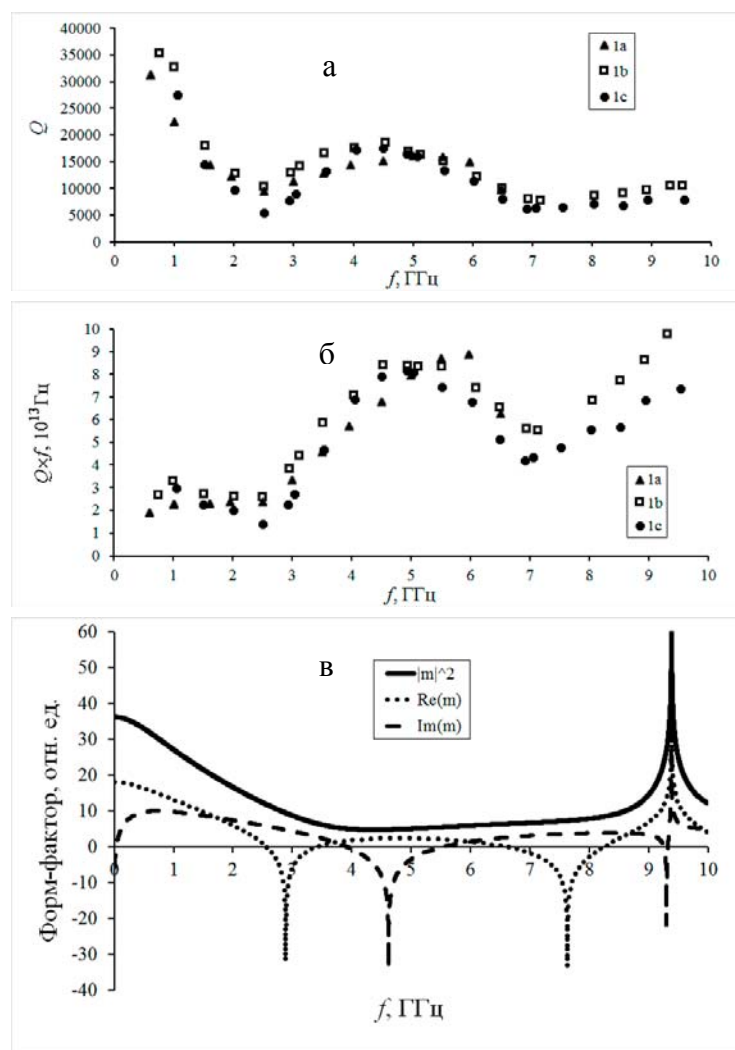 40000
35000
30000
25000
20000
15000
10000
5000
0
Q
а
1a
1b
1c
0 1 2 3 4 5 6 7 8 9 10
f, ГГц
10
9
8
7
6
5
4
3
2
1
0
Q×f, 10¹³Гц
б
1a
1b
1c
0 1 2 3 4 5 6 7 8 9 10
f, ГГц
60
50
40
30
20
10
0
-10
-20
-30
-40
Форм-фактор, отн. ед.
в
|m|^2
Re(m)
Im(m)
0 1 2 3 4 5 6 7 8 9 10
f, ГГц